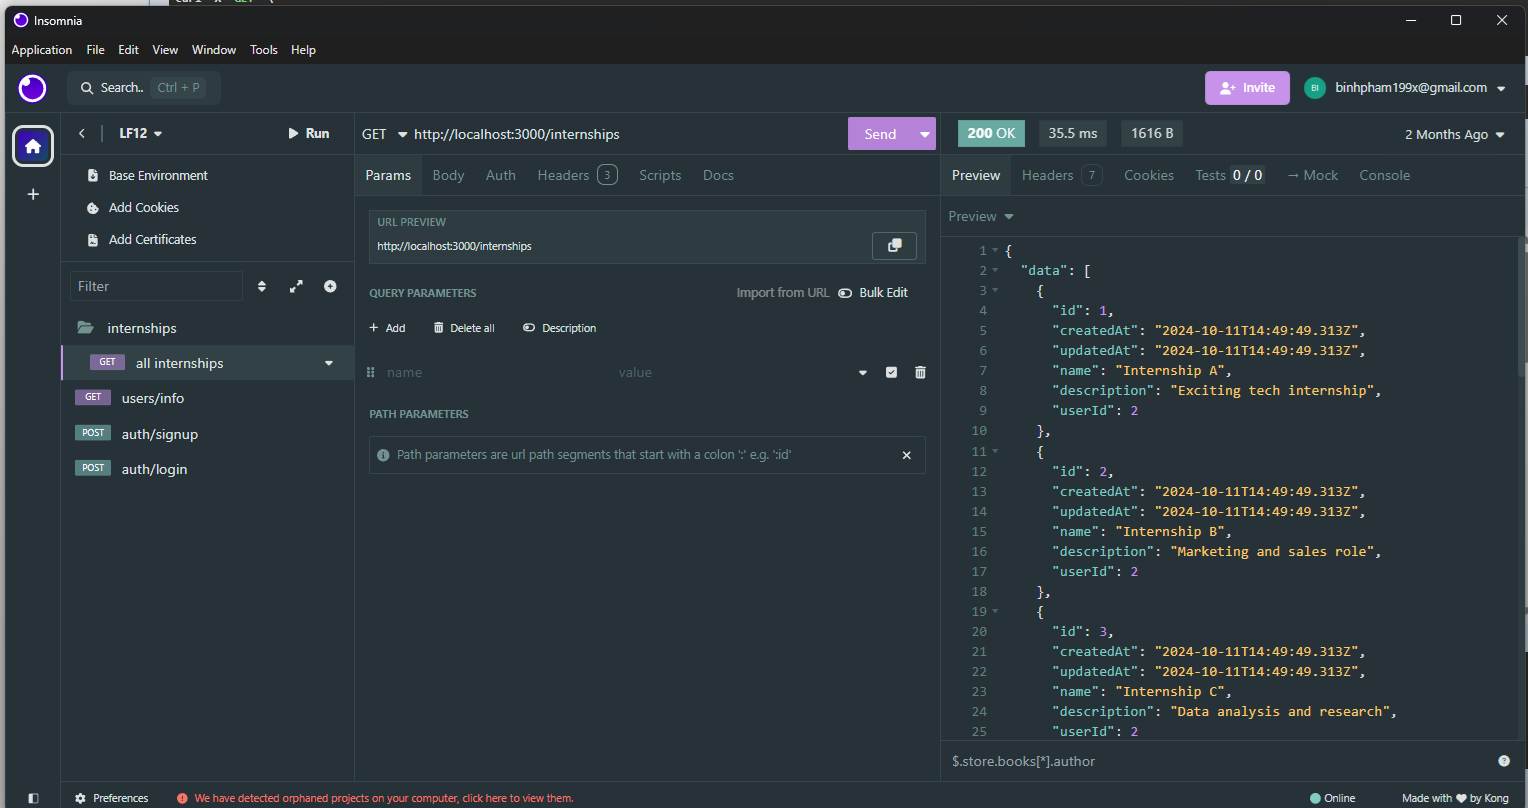 Insomnia
Application File Edit View Window Tools Help
Search.. Ctrl + P
Invite
BI binhpham199x@gmail.com
LF12
Run
GET http://localhost:3000/internships
Send
200 OK
35.5 ms
1616 B
2 Months Ago
Base Environment
Add Cookies
Add Certificates
Filter
internships
GET all internships
GET users/info
POST auth/signup
POST auth/login
Params Body Auth Headers 3 Scripts Docs
URL PREVIEW
http://localhost:3000/internships
QUERY PARAMETERS
Import from URL Bulk Edit
+ Add Delete all Description
name value
PATH PARAMETERS
Path parameters are url path segments that start with a colon ':' e.g. ':id'
Preview Headers 7 Cookies Tests 0 / 0 → Mock Console
Preview
1 {
2 "data": [
3 {
4 "id": 1,
5 "createdAt": "2024-10-11T14:49:49.313Z",
6 "updatedAt": "2024-10-11T14:49:49.313Z",
7 "name": "Internship A",
8 "description": "Exciting tech internship",
9 "userId": 2
10 },
11 {
12 "id": 2,
13 "createdAt": "2024-10-11T14:49:49.313Z",
14 "updatedAt": "2024-10-11T14:49:49.313Z",
15 "name": "Internship B",
16 "description": "Marketing and sales role",
17 "userId": 2
18 },
19 {
20 "id": 3,
21 "createdAt": "2024-10-11T14:49:49.313Z",
22 "updatedAt": "2024-10-11T14:49:49.313Z",
23 "name": "Internship C",
24 "description": "Data analysis and research",
25 "userId": 2
$.store.books[*].author
Preferences
We have detected orphaned projects on your computer, click here to view them.
Online
Made with ♥ by Kong